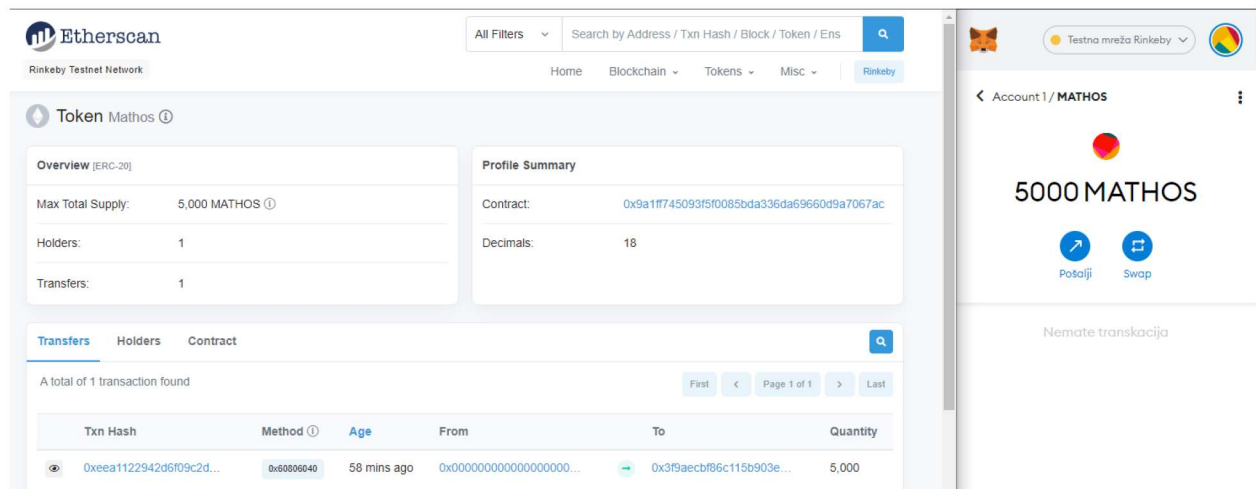 Etherscan
All Filters
Search by Address / Txn Hash / Block / Token / Ens
Rinkeby Testnet Network
Home Blockchain Tokens Misc Rinkeby
Token Mathos
Overview [ERC-20]
Max Total Supply: 5,000 MATHOS
Holders: 1
Transfers: 1
Profile Summary
Contract: 0x9a1ff745093f5f0085bda336da69660d9a7067ac
Decimals: 18
Transfers Holders Contract
A total of 1 transaction found
First < Page 1 of 1 > Last
Txn Hash Method Age From To Quantity
0xeea1122942d6f09c2d... 0x60806040 58 mins ago 0x000000000000000000... 0x3f9aecbf86c115b903e... 5,000
Testna mreža Rinkeby
Account 1 / MATHOS
5000 MATHOS
Pošalji Swap
Nemate transkacija